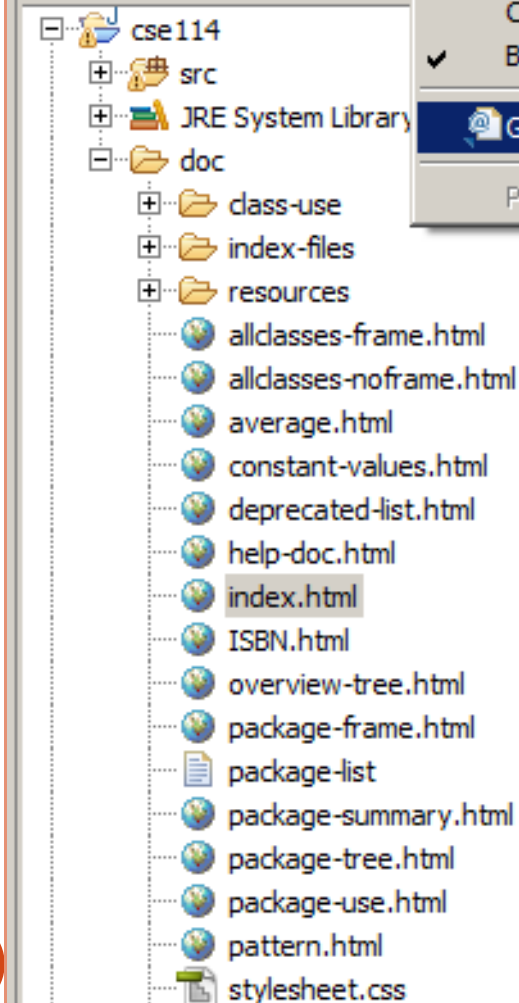 cse114
src
JRE System Library
doc
class-use
index-files
resources
allclasses-frame.html
allclasses-noframe.html
average.html
constant-values.html
deprecated-list.html
help-doc.html
index.html
ISBN.html
overview-tree.html
package-frame.html
package-list
package-summary.html
package-tree.html
package-use.html
pattern.html
stylesheet.css